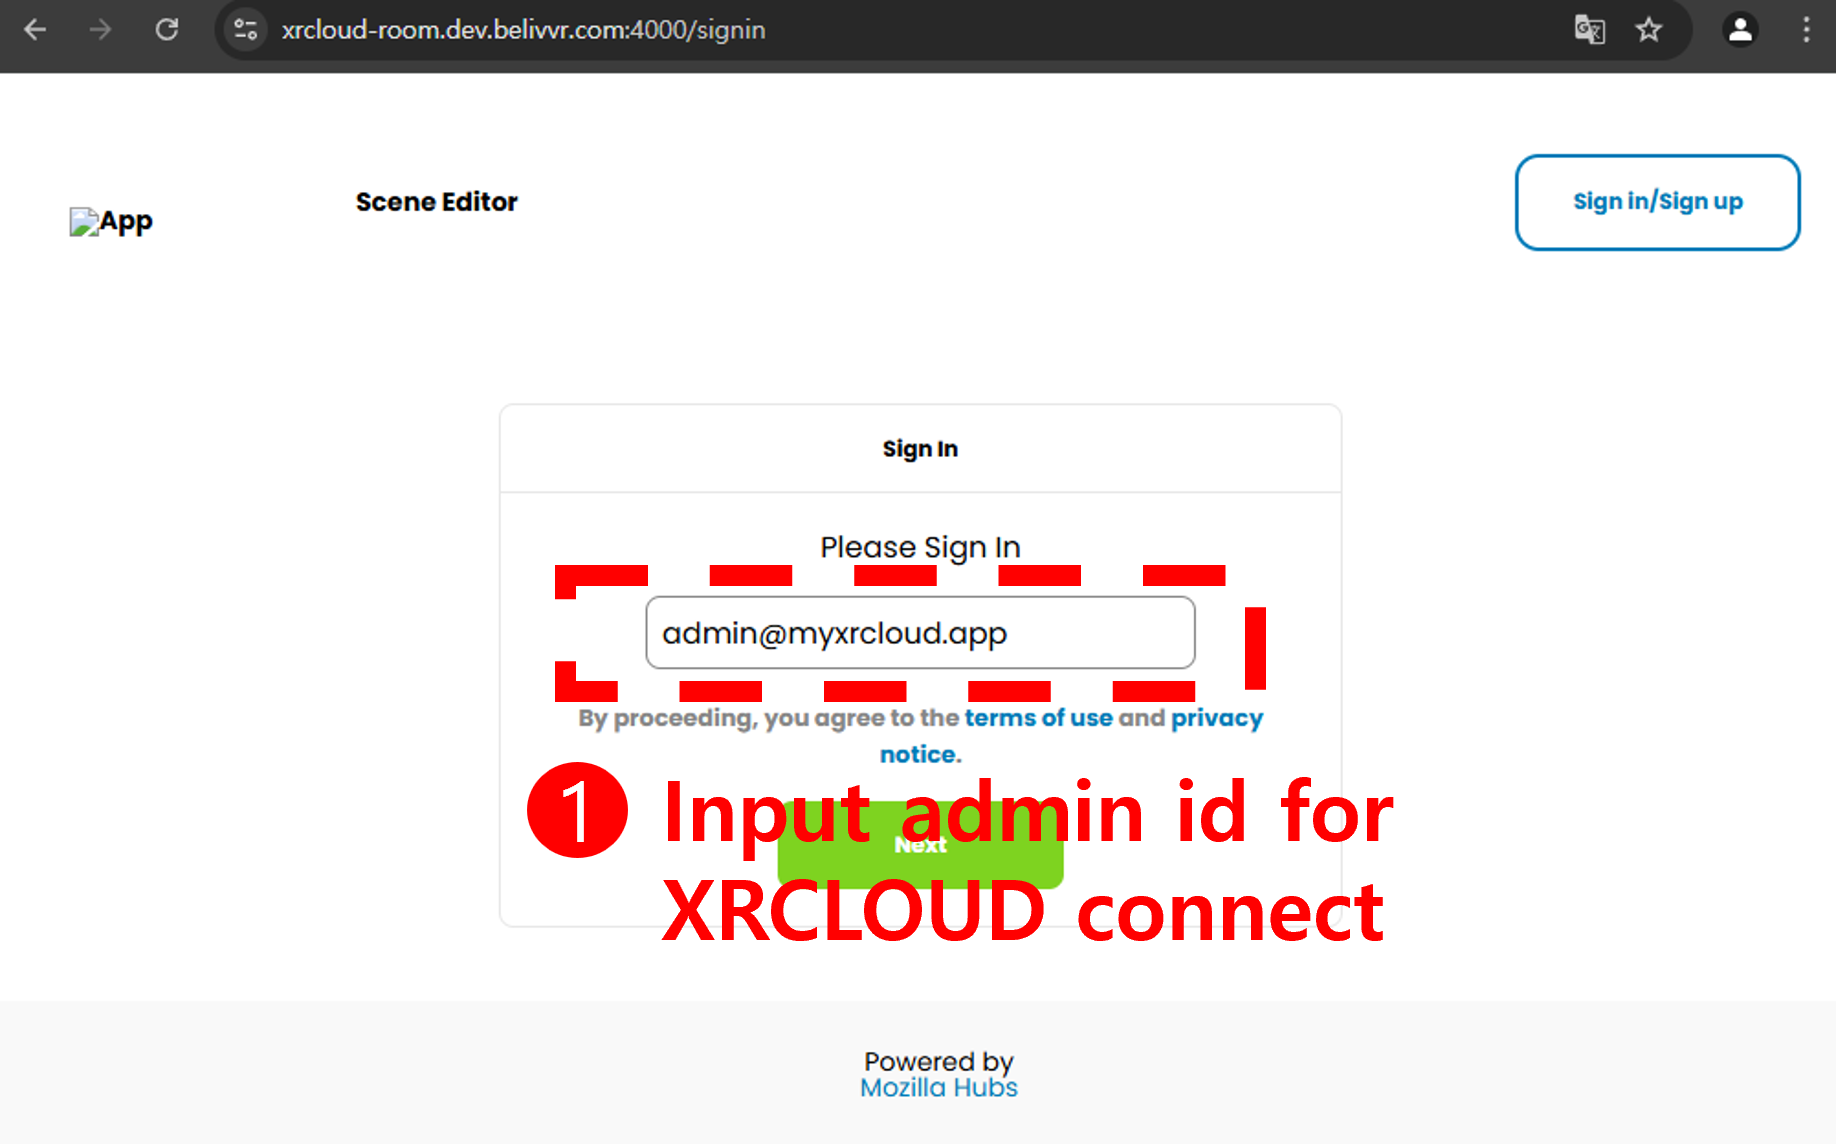 xrcloud-room.dev.belivvr.com:4000/signin
App
Scene Editor
Sign in/Sign up
Sign In
Please Sign In
admin@myxrcloud.app
By proceeding, you agree to the terms of use and privacy
notice.
1 Input admin id for
Next
XRCLOUD connect
Powered by
Mozilla Hubs